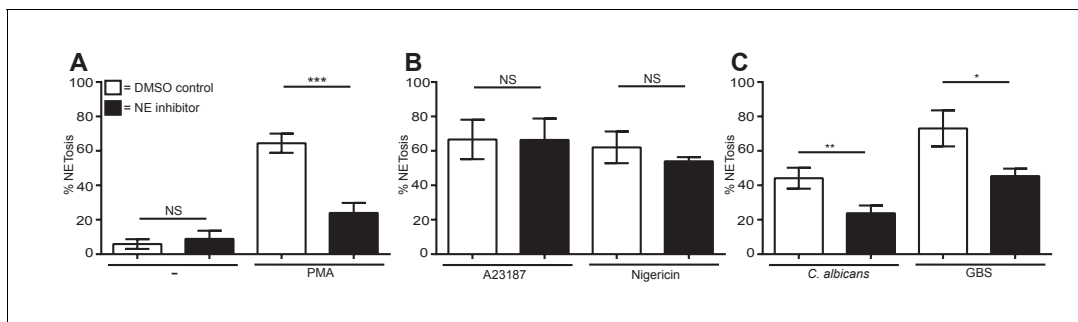 A
B
C
% NETosis
100
80
60
40
20
0
= DMSO control
= NE inhibitor
NS
***
–
PMA
% NETosis
100
80
60
40
20
0
NS
NS
A23187
Nigericin
% NETosis
100
80
60
40
20
0
**
*
C. albicans
GBS